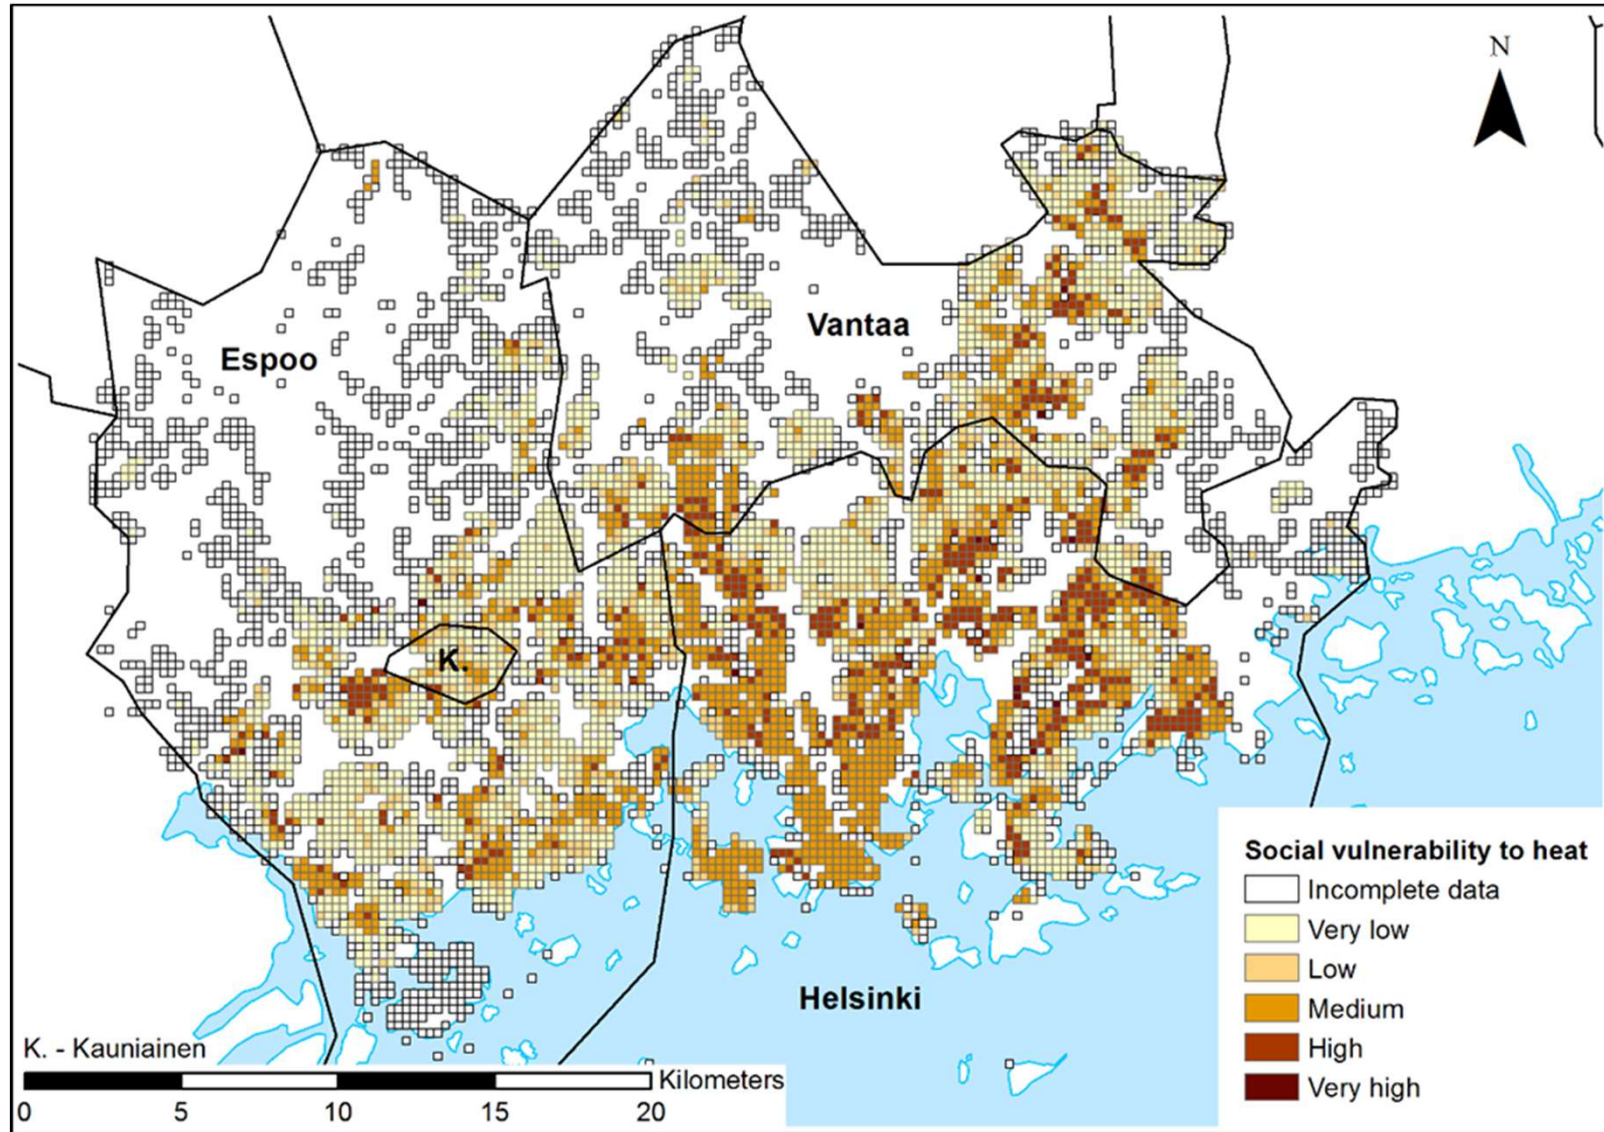 N
Vantaa
Espoo
K.
Helsinki
Social vulnerability to heat
Incomplete data
Very low
Low
Medium
High
Very high
K. - Kauniainen
Kilometers
0 5 10 15 20